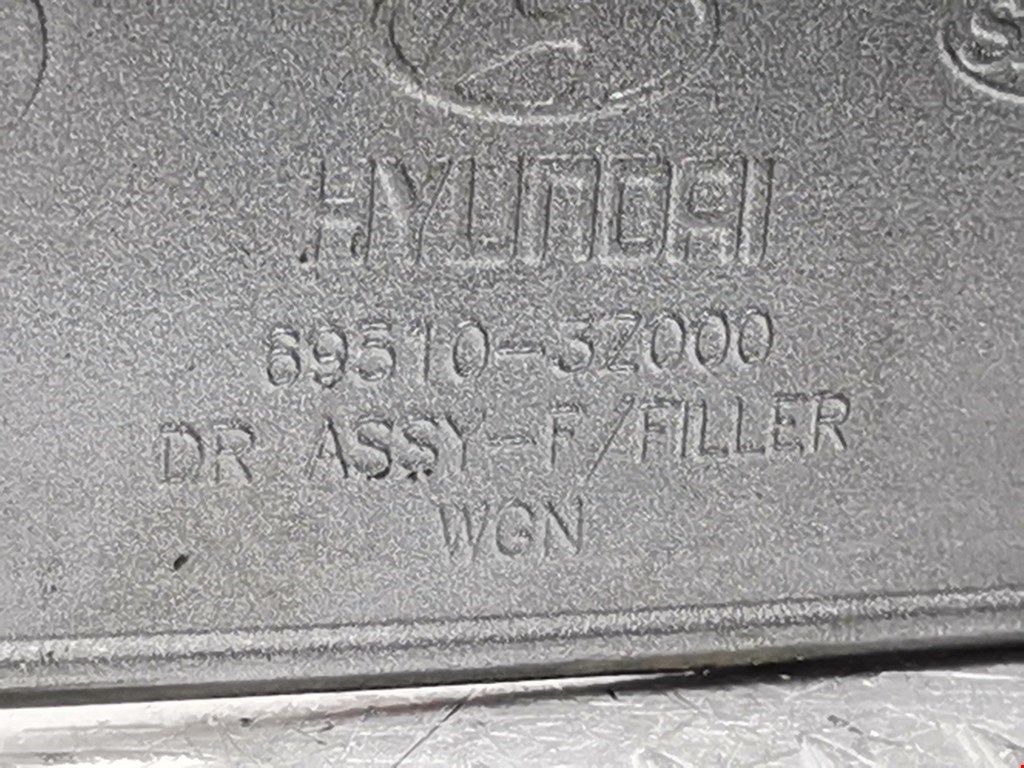 HYUNDAI
69510-3Z000
DR ASSY-F/FILLER
WGN